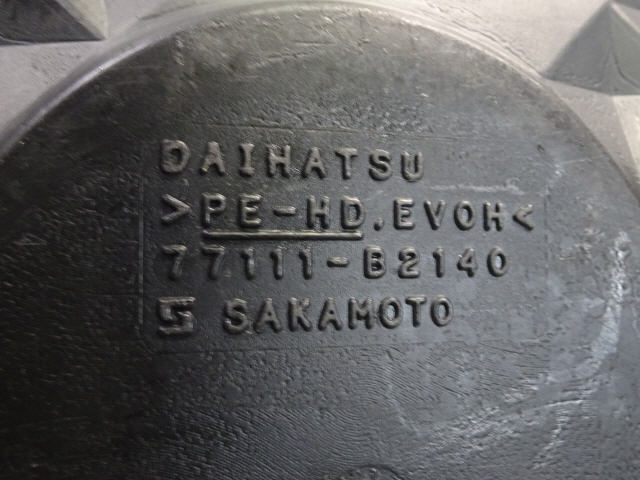 DAIHATSU
>PE-HD.EVOH<
77111-B2140
SAKAMOTO